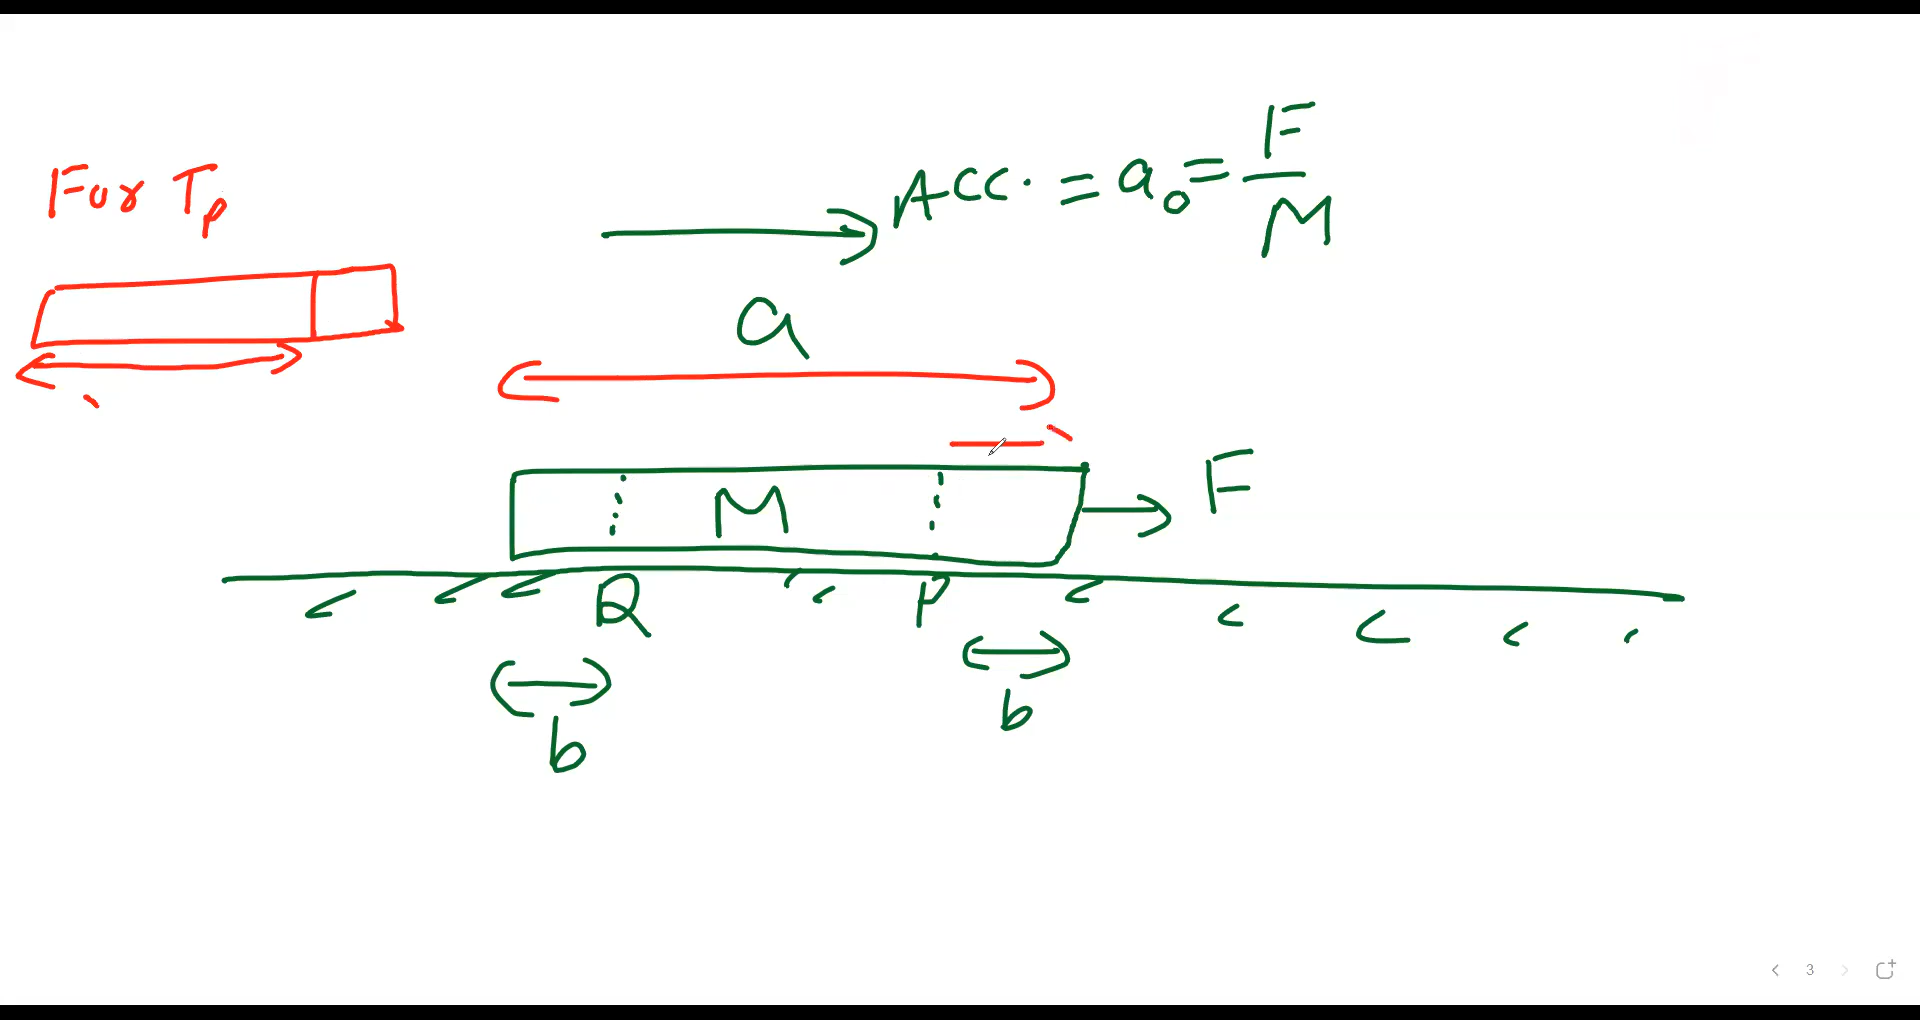 For Tp
Acc. = a₀ = F/M
a
M
F
Q
P
b
b
3